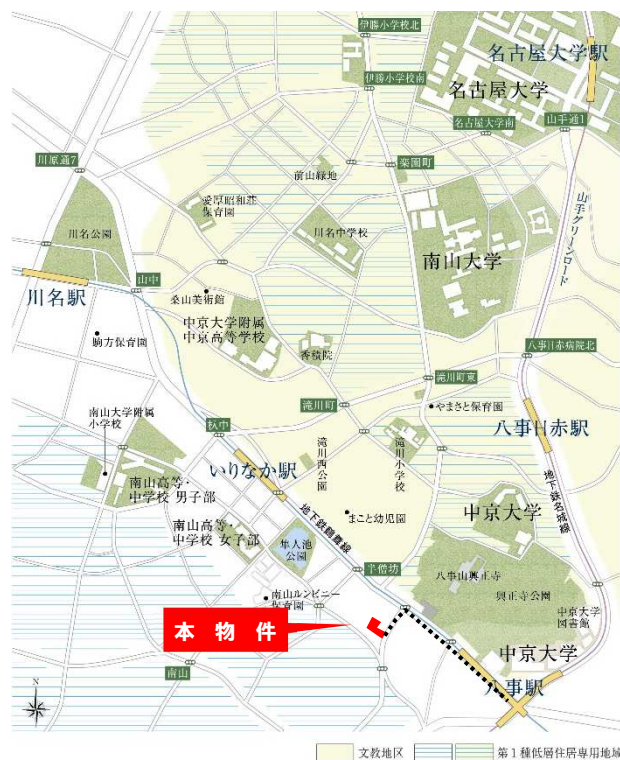 伊勝小学校北
名古屋大学駅
伊勝小学校南
名古屋大学
名古屋大学南
山手通1
川原通7
楽園町
前山緑地
愛厚昭和荘
保育園
川名公園
川名中学校
山手グリーンロード
南山大学
山中
川名駅
桑山美術館
中京大学附属
中京高等学校
駒方保育園
香積院
八事日赤病院北
滝川町東
滝川町
やまさと保育園
八事日赤駅
南山大学附属
小学校
杁中
滝川西公園
滝川小学校
いりなか駅
地下鉄名城線
南山高等・
中学校 男子部
地下鉄鶴舞線
まこと幼児園
中京大学
南山高等・
中学校 女子部
隼人池
公園
半僧坊
八事山興正寺
興正寺公園
南山ルンビニー
保育園
中京大学
図書館
本物件
中京大学
南山
八事駅
N
文教地区
第1種低層住居専用地域